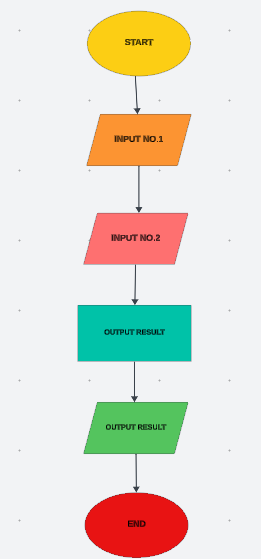 START
INPUT NO.1
INPUT NO.2
OUTPUT RESULT
OUTPUT RESULT
END